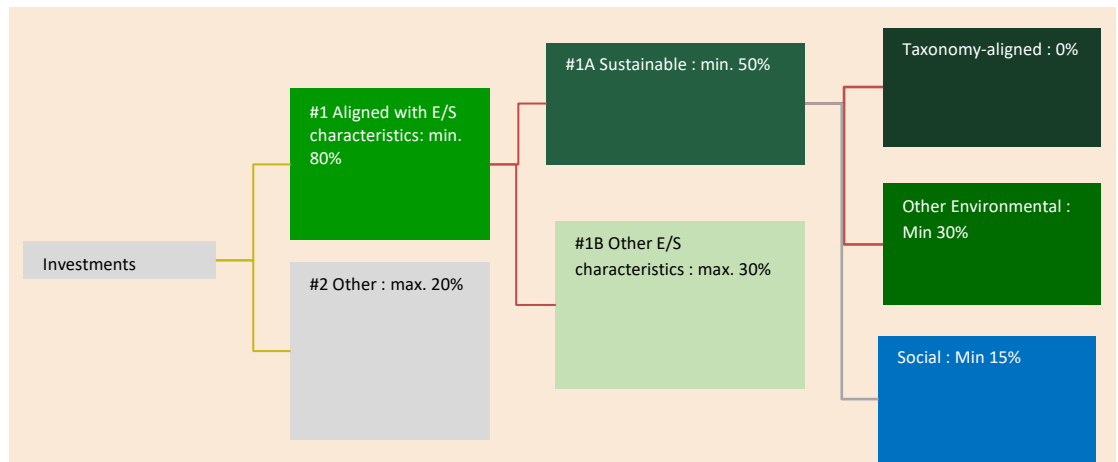 Investments
#1 Aligned with E/S
characteristics: min.
80%
#2 Other : max. 20%
#1A Sustainable : min. 50%
#1B Other E/S
characteristics : max. 30%
Taxonomy-aligned : 0%
Other Environmental :
Min 30%
Social : Min 15%